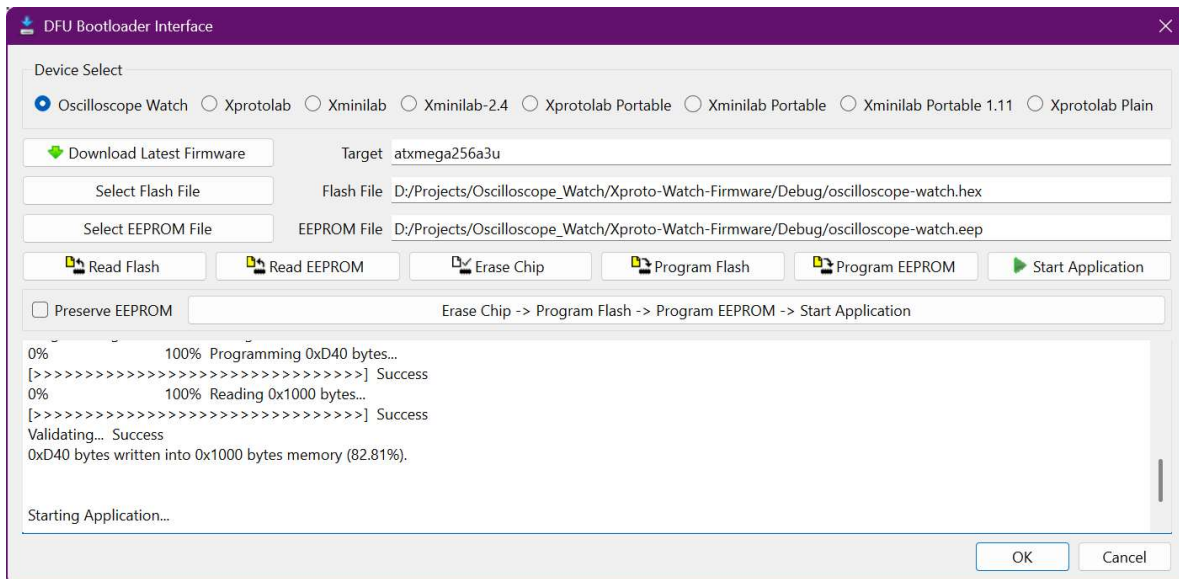 DFU Bootloader Interface
Device Select
Oscilloscope Watch Xprotolab Xminilab Xminilab-2.4 Xprotolab Portable Xminilab Portable Xminilab Portable 1.11 Xprotolab Plain
Download Latest Firmware Target atxmega256a3u
Select Flash File Flash File D:/Projects/Oscilloscope_Watch/Xproto-Watch-Firmware/Debug/oscilloscope-watch.hex
Select EEPROM File EEPROM File D:/Projects/Oscilloscope_Watch/Xproto-Watch-Firmware/Debug/oscilloscope-watch.eep
Read Flash Read EEPROM Erase Chip Program Flash Program EEPROM Start Application
Preserve EEPROM Erase Chip -> Program Flash -> Program EEPROM -> Start Application
0% 100% Programming 0xD40 bytes...
[>>>>>>>>>>>>>>>>>>>>>>>>>>>>>>>>] Success
0% 100% Reading 0x1000 bytes...
[>>>>>>>>>>>>>>>>>>>>>>>>>>>>>>>>] Success
Validating... Success
0xD40 bytes written into 0x1000 bytes memory (82.81%).
Starting Application...
OK Cancel